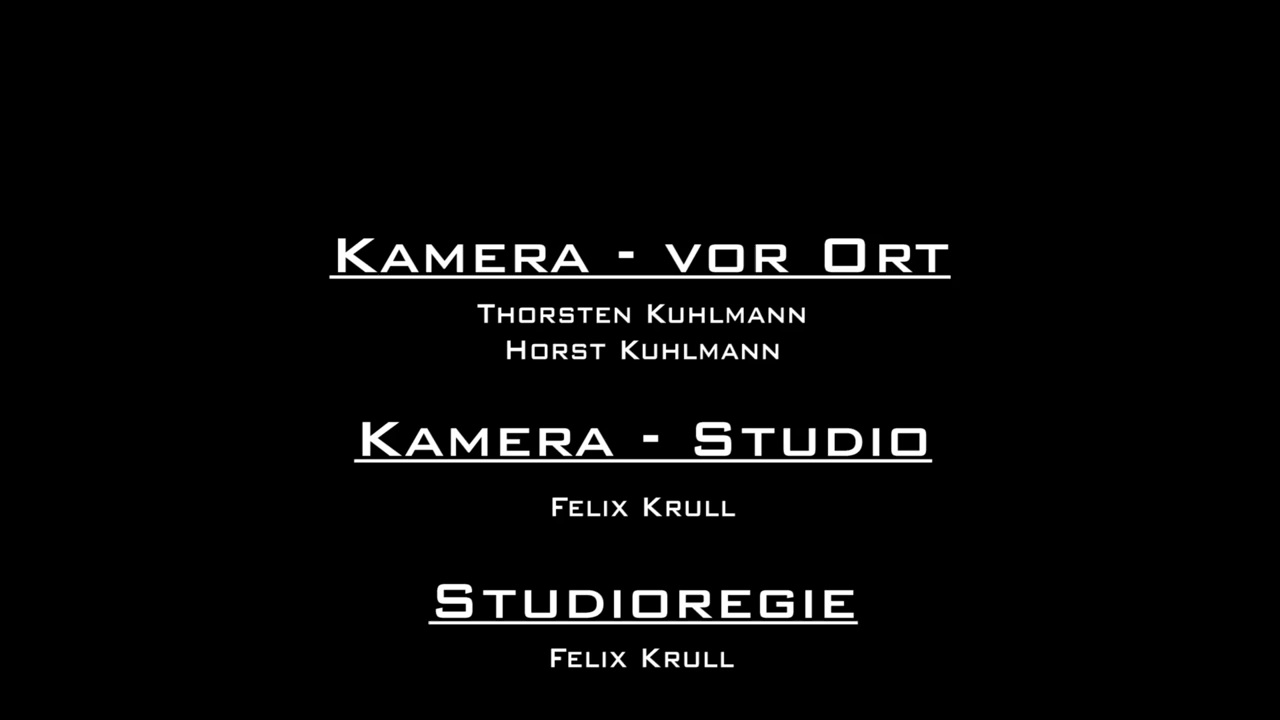 Kamera - vor Ort
Thorsten Kuhlmann
Horst Kuhlmann
Kamera - Studio
Felix Krull
Studioregie
Felix Krull